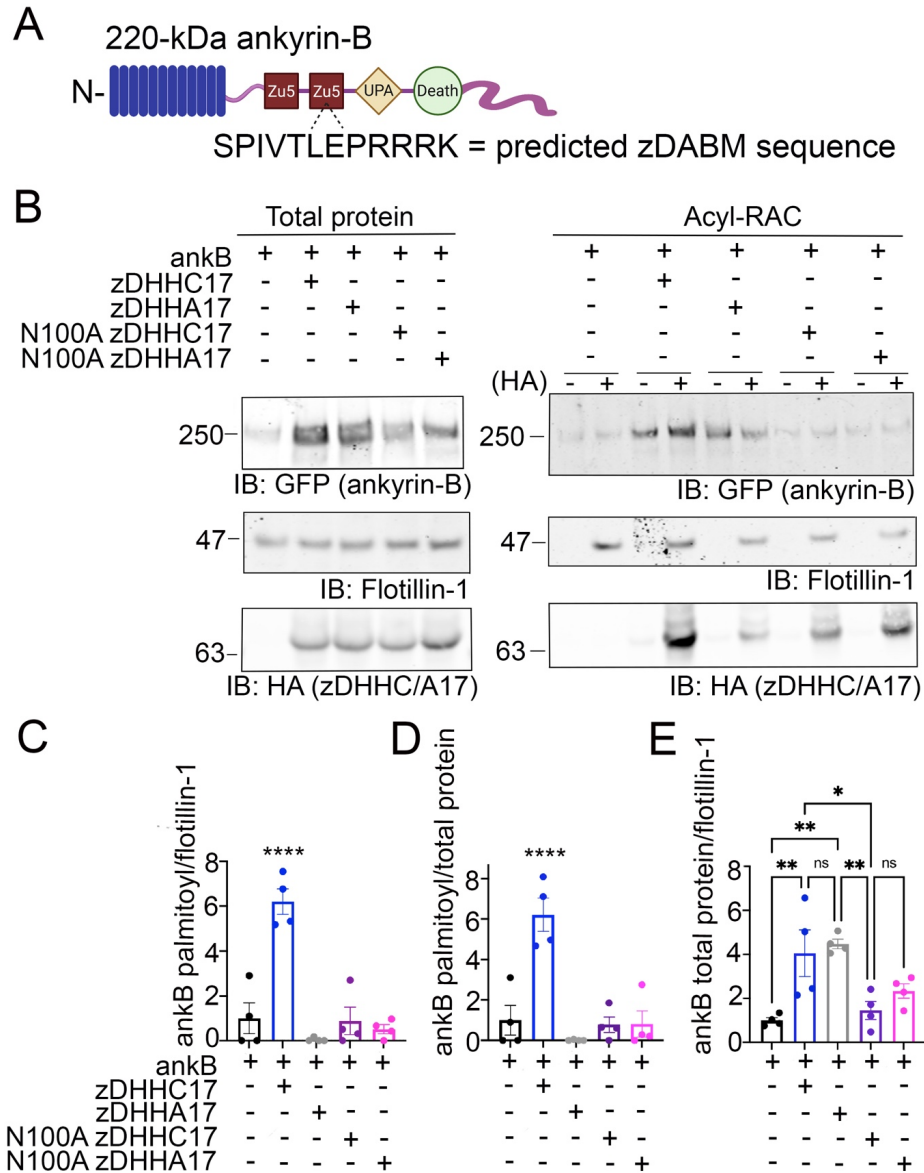 A
220-kDa ankyrin-B
N-
Zu5 Zu5 UPA Death
SPIVTLEPRRRK = predicted zDABM sequence
B
Total protein Acyl-RAC
ankB + + + + + + + + + +
zDHHC17 - + - - - - + - - -
zDHHA17 - - + - - - - + - -
N100A zDHHC17 - - - + - - - - + -
N100A zDHHA17 - - - - + - - - - +
(HA) - + - + - + - + - +
250 250
IB: GFP (ankyrin-B) IB: GFP (ankyrin-B)
47 47
IB: Flotillin-1 IB: Flotillin-1
63 63
IB: HA (zDHHC/A17) IB: HA (zDHHC/A17)
C
ankB palmitoyl/flotillin-1
8
6
4
2
0
****
D
ankB palmitoyl/total protein
8
6
4
2
0
****
E
ankB total protein/flotillin-1
8
6
4
2
0
*
**
** ns ** ns
ankB + + + + + + + + + + + + + + +
zDHHC17 - + - - - - + - - - - + - - -
zDHHA17 - - + - - - - + - - - - + - -
N100A zDHHC17 - - - + - - - - + - - - - + -
N100A zDHHA17 - - - - + - - - - + - - - - +